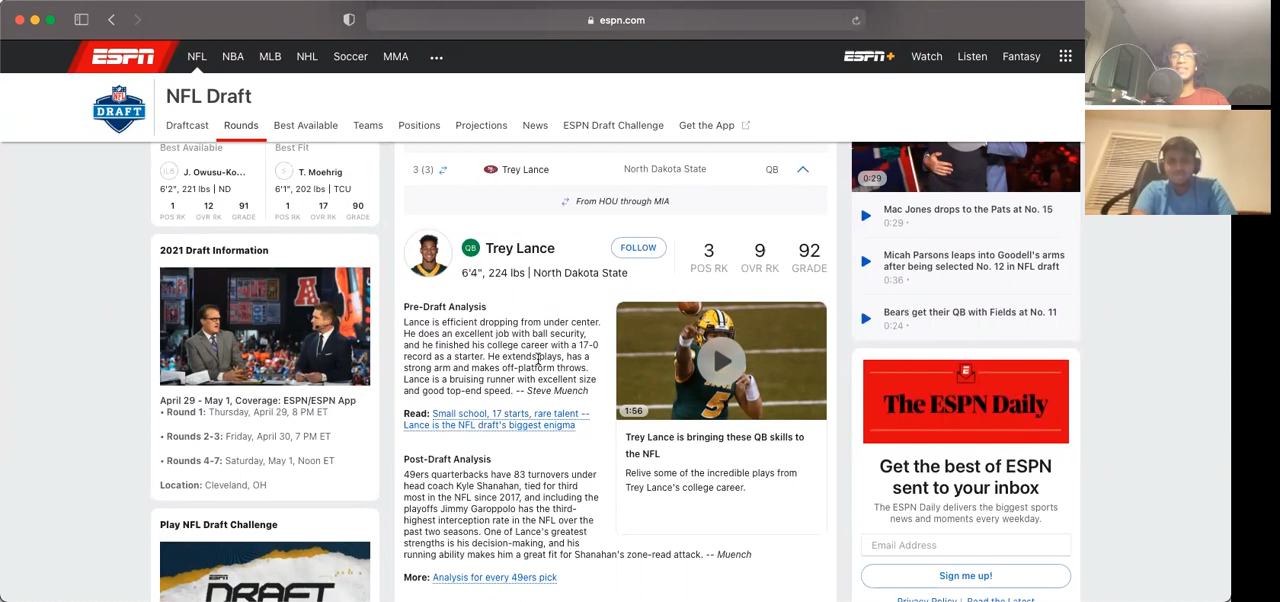 espn.com
ESPN NFL NBA MLB NHL Soccer MMA ... ESPN+ Watch Listen Fantasy
NFL DRAFT
NFL Draft
Draftcast Rounds Best Available Teams Positions Projections News ESPN Draft Challenge Get the App
Best Available
Best Fit
ILB J. Owusu-Ko...
6'2", 221 lbs | ND
1 12 91
POS RK OVR RK GRADE
S T. Moehrig
6'1", 202 lbs | TCU
1 17 90
POS RK OVR RK GRADE
2021 Draft Information
April 29 - May 1, Coverage: ESPN/ESPN App
• Round 1: Thursday, April 29, 8 PM ET
• Rounds 2-3: Friday, April 30, 7 PM ET
• Rounds 4-7: Saturday, May 1, Noon ET
Location: Cleveland, OH
Play NFL Draft Challenge
ESPN
DRAFT
3 (3) Trey Lance North Dakota State QB
From HOU through MIA
QB Trey Lance FOLLOW
6'4", 224 lbs | North Dakota State
3 9 92
POS RK OVR RK GRADE
Pre-Draft Analysis
Lance is efficient dropping from under center.
He does an excellent job with ball security,
and he finished his college career with a 17-0
record as a starter. He extends plays, has a
strong arm and makes off-platform throws.
Lance is a bruising runner with excellent size
and good top-end speed. -- Steve Muench
Read: Small school, 17 starts, rare talent --
Lance is the NFL draft's biggest enigma
Post-Draft Analysis
49ers quarterbacks have 83 turnovers under
head coach Kyle Shanahan, tied for third
most in the NFL since 2017, and including the
playoffs Jimmy Garoppolo has the third-
highest interception rate in the NFL over the
past two seasons. One of Lance's greatest
strengths is his decision-making, and his
running ability makes him a great fit for Shanahan's zone-read attack. -- Muench
More: Analysis for every 49ers pick
5
1:56
Trey Lance is bringing these QB skills to
the NFL
Relive some of the incredible plays from
Trey Lance's college career.
0:29
Mac Jones drops to the Pats at No. 15
0:29 •
Micah Parsons leaps into Goodell's arms
after being selected No. 12 in NFL draft
0:36 •
Bears get their QB with Fields at No. 11
0:24 •
The ESPN Daily
Get the best of ESPN
sent to your inbox
The ESPN Daily delivers the biggest sports
news and moments every weekday.
Email Address
Sign me up!
Privacy Policy | Read the Latest